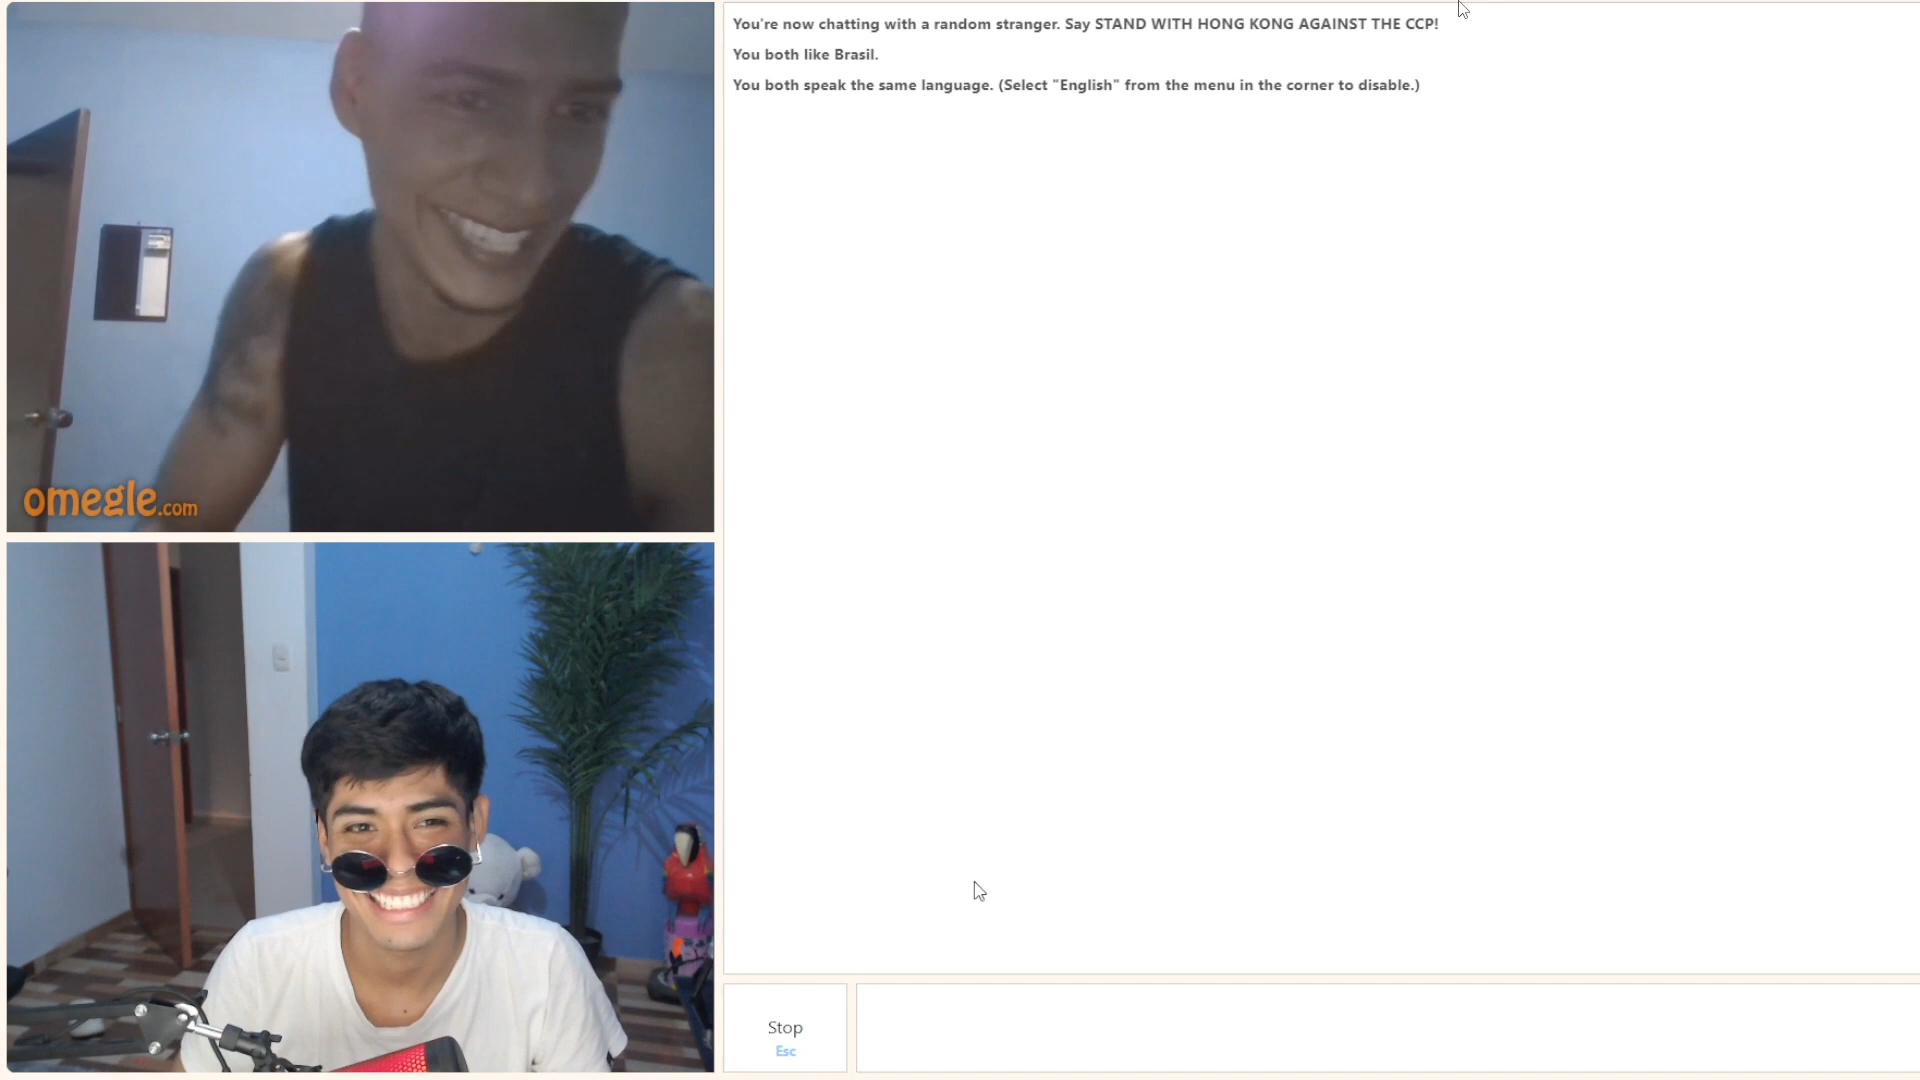 You're now chatting with a random stranger. Say STAND WITH HONG KONG AGAINST THE CCP!
You both like Brasil.
You both speak the same language. (Select "English" from the menu in the corner to disable.)
omegle.com
Stop
Esc